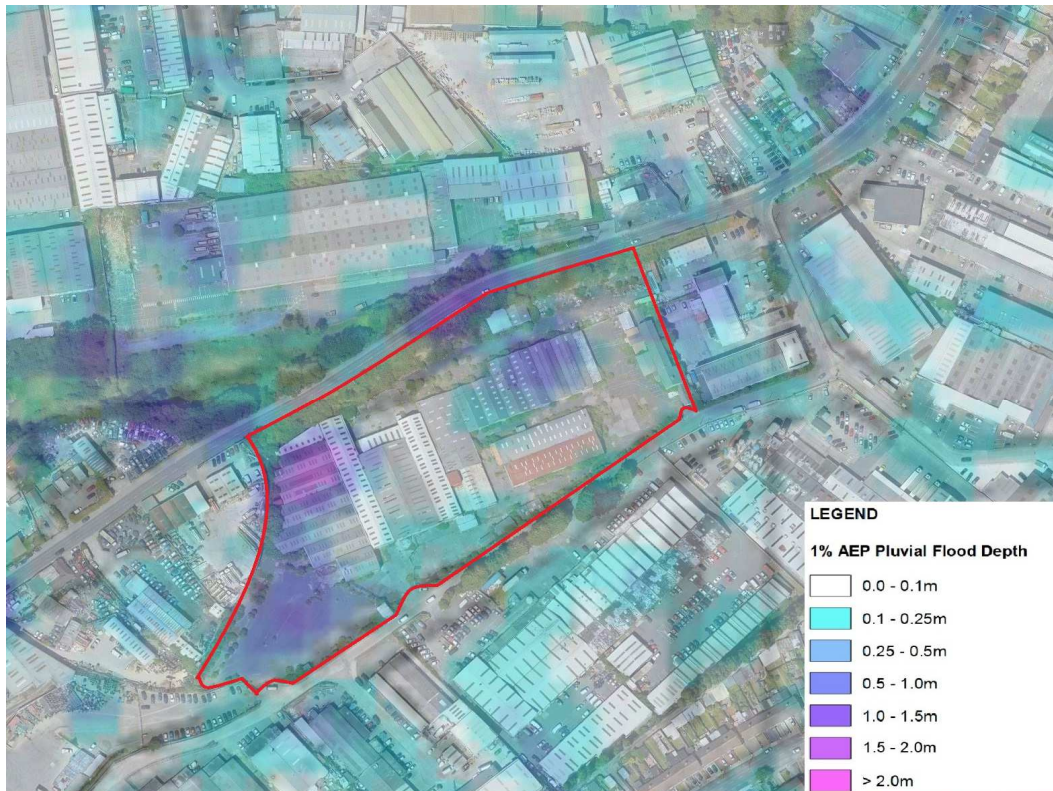 LEGEND
1% AEP Pluvial Flood Depth
0.0 - 0.1m
0.1 - 0.25m
0.25 - 0.5m
0.5 - 1.0m
1.0 - 1.5m
1.5 - 2.0m
> 2.0m